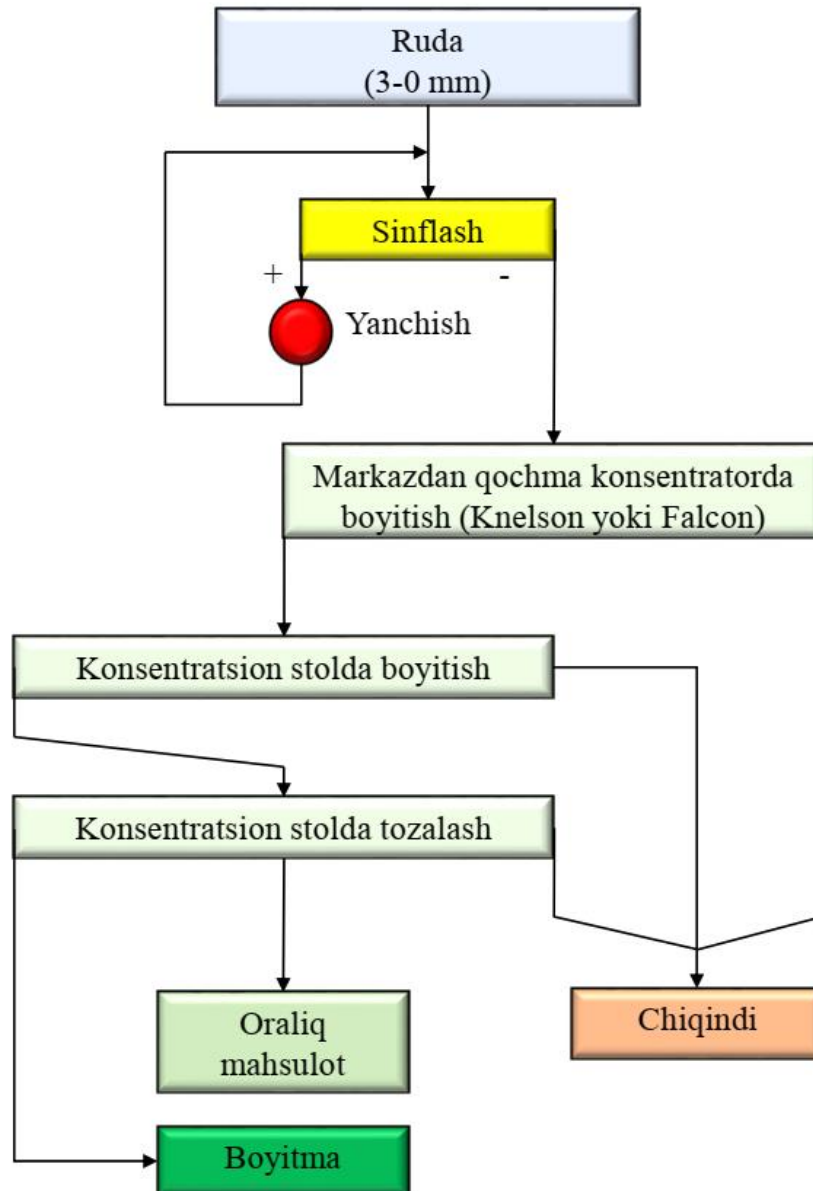 Ruda
(3-0 mm)
Sinflash
+ -
Yanchish
Markazdan qochma konsentratorda
boyitish (Knelson yoki Falcon)
Konsentratsion stolda boyitish
Konsentratsion stolda tozalash
Oraliq
mahsulot
Chiqindi
Boyitma